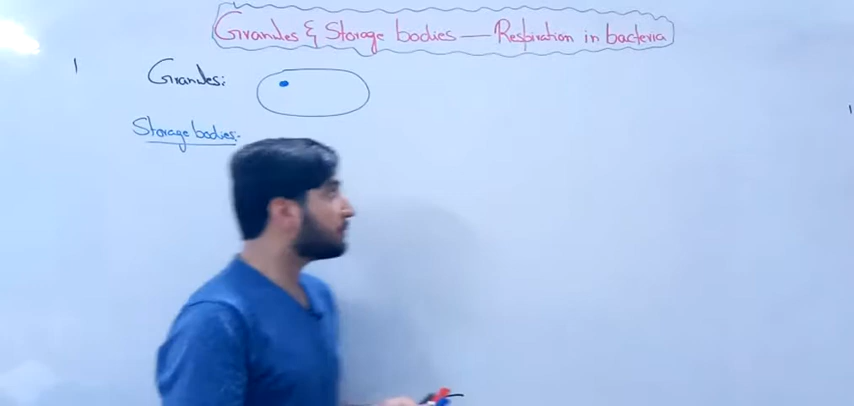 Granules & Storage bodies — Respiration in bacteria
Granules:
Storage bodies: